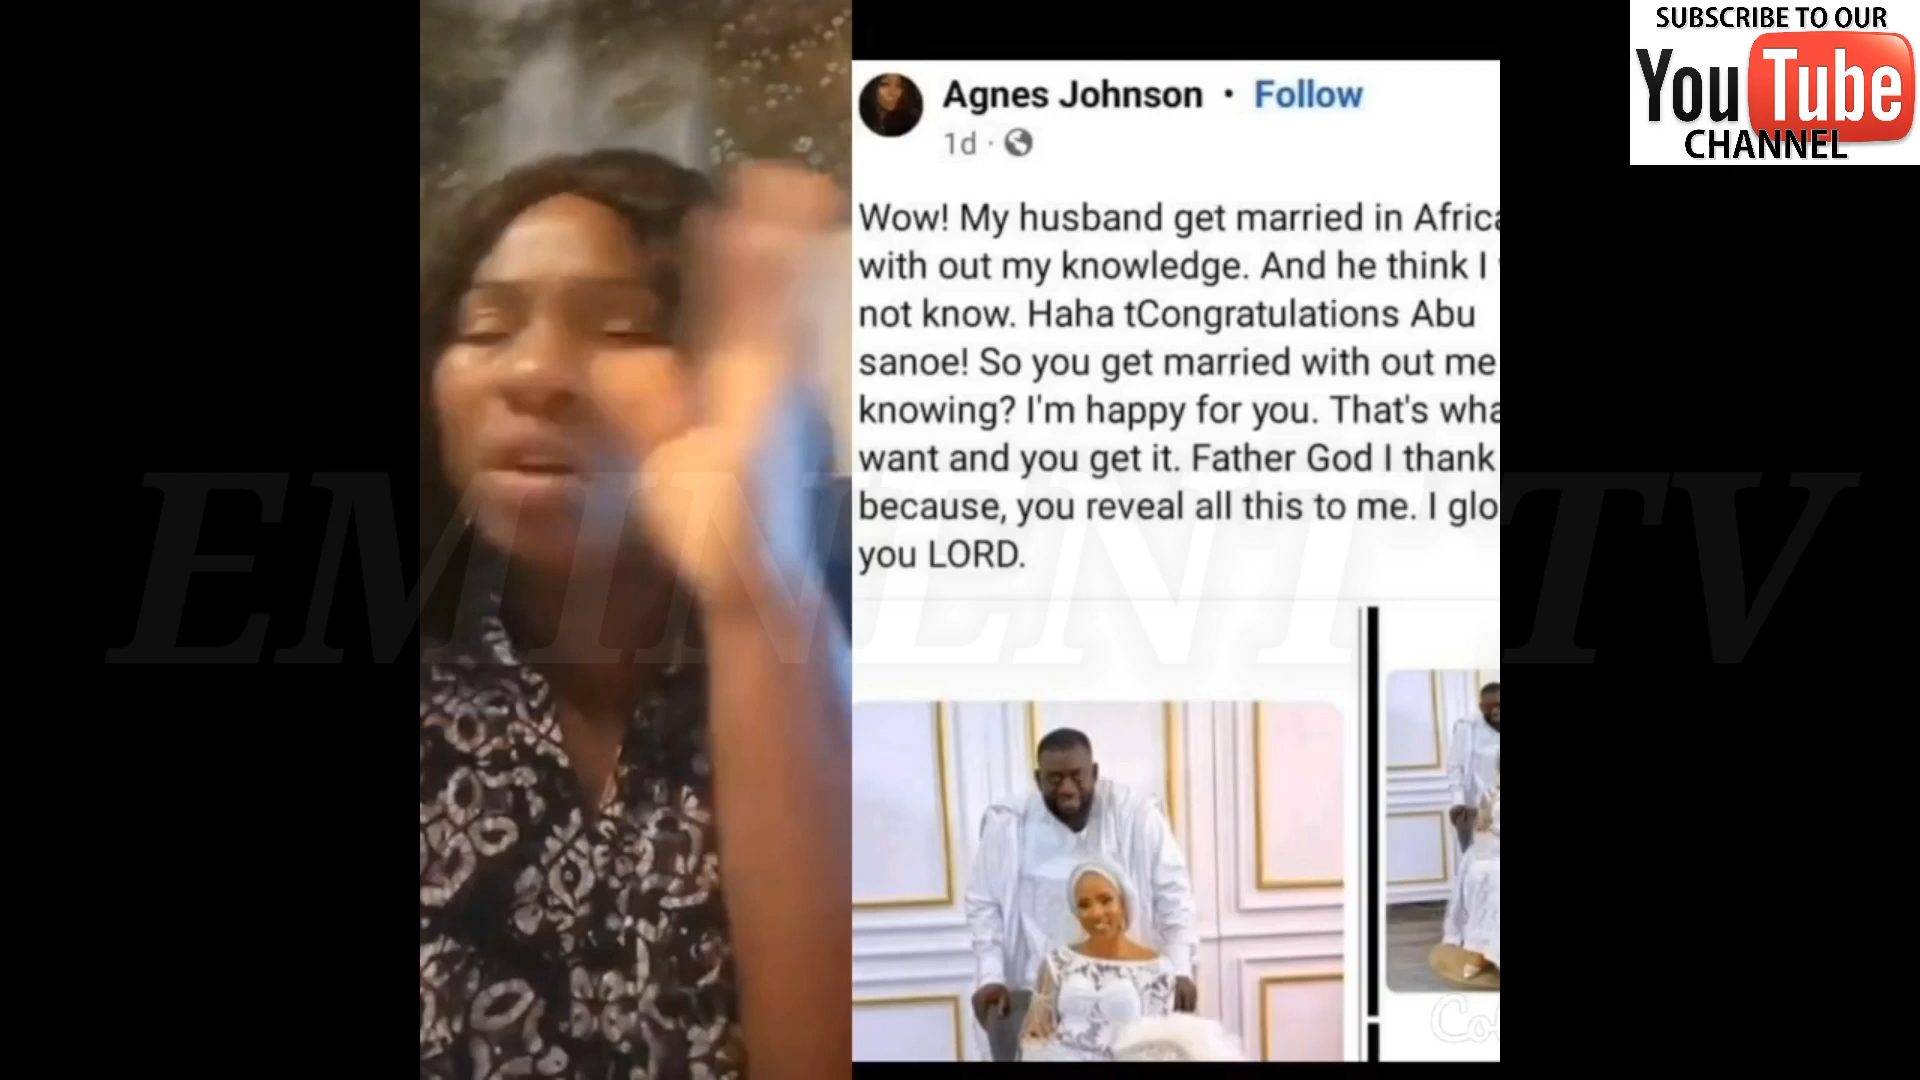 SUBSCRIBE TO OUR
YouTube
CHANNEL
Agnes Johnson • Follow
1d ·
Wow! My husband get married in Africa
with out my knowledge. And he think I
not know. Haha tCongratulations Abu
sanoe! So you get married with out me
knowing? I'm happy for you. That's
want and you get it. Father God I thank
because, you reveal all this to me. I
you LORD.
EMINENT TV